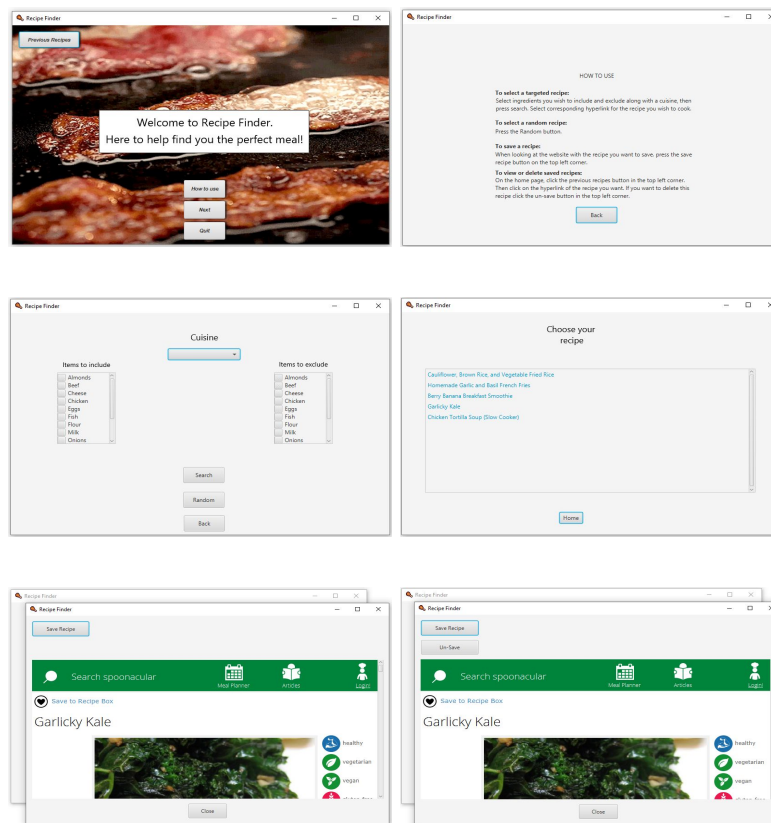 Recipe Finder
Previous Recipes
Welcome to Recipe Finder.
Here to help find you the perfect meal!
How to use
Next
Quit
Recipe Finder
HOW TO USE
To select a targeted recipe:
Select ingredients you wish to include and exclude along with a cuisine, then
press search. Select corresponding hyperlink for the recipe you wish to cook.
To select a random recipe:
Press the Random button.
To save a recipe:
When looking at the website with the recipe you want to save, press the save
recipe button on the top left corner.
To view or delete saved recipes:
On the home page, click the previous recipes button in the top left corner.
Then click on the hyperlink of the recipe you want. If you want to delete this
recipe click the un-save button in the top left corner.
Back
Recipe Finder
Cuisine
Items to include
Almonds
Beef
Cheese
Chicken
Eggs
Fish
Flour
Milk
Onions
Items to exclude
Almonds
Beef
Cheese
Chicken
Eggs
Fish
Flour
Milk
Onions
Search
Random
Back
Recipe Finder
Choose your
recipe
Cauliflower, Brown Rice, and Vegetable Fried Rice
Homemade Garlic and Basil French Fries
Berry Banana Breakfast Smoothie
Garlicky Kale
Chicken Tortilla Soup (Slow Cooker)
Home
Recipe Finder
Recipe Finder
Save Recipe
Search spoonacular
Meal Planner
Articles
Login
Save to Recipe Box
Garlicky Kale
healthy
vegetarian
vegan
Close
Recipe Finder
Recipe Finder
Save Recipe
Un-Save
Search spoonacular
Meal Planner
Articles
Login
Save to Recipe Box
Garlicky Kale
healthy
vegetarian
vegan
Close